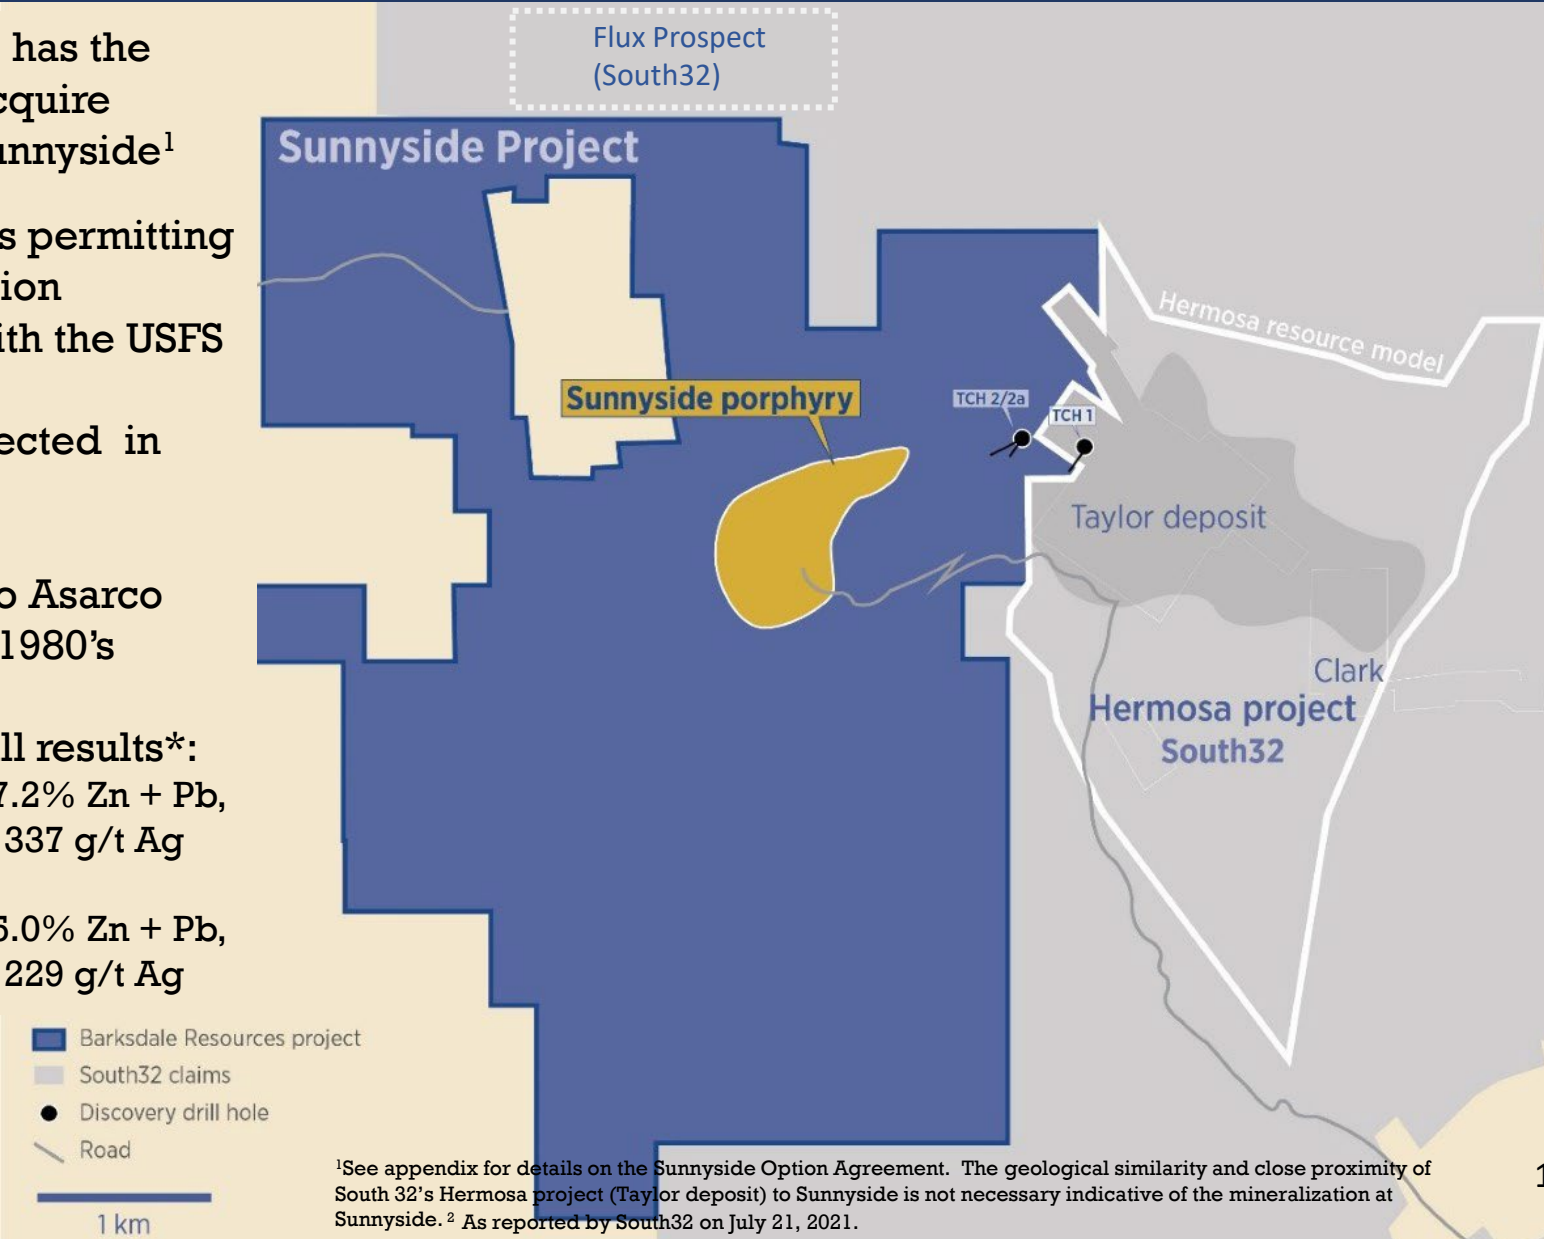 has the
cquire
unnyside¹
s permitting
ion
ith the USFS
ected in
o Asarco
1980’s
ll results*:
7.2% Zn + Pb,
337 g/t Ag
5.0% Zn + Pb,
229 g/t Ag
Flux Prospect
(South32)
Sunnyside Project
Hermosa resource model
Sunnyside porphyry
TCH 2/2a
TCH 1
Taylor deposit
Clark
Hermosa project
South32
Barksdale Resources project
South32 claims
Discovery drill hole
Road
1 km
¹See appendix for details on the Sunnyside Option Agreement. The geological similarity and close proximity of
South 32’s Hermosa project (Taylor deposit) to Sunnyside is not necessary indicative of the mineralization at
Sunnyside. ² As reported by South32 on July 21, 2021.
1